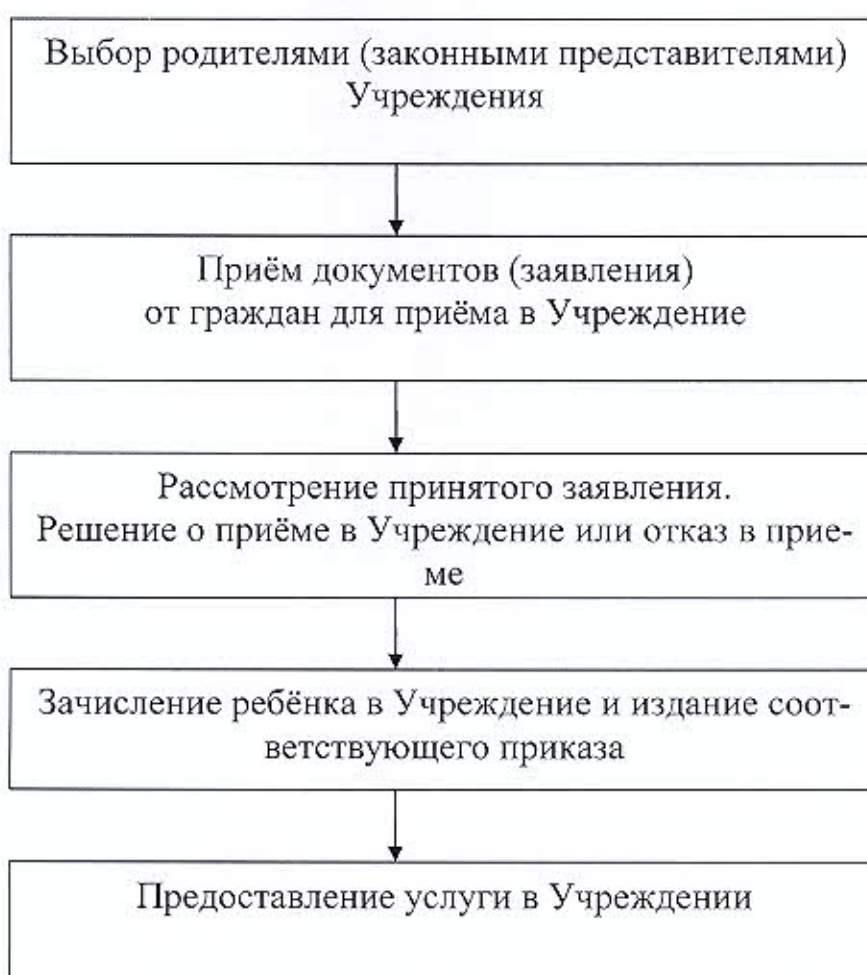 Выбор родителями (законными представителями)
Учреждения
Приём документов (заявления)
от граждан для приёма в Учреждение
Рассмотрение принятого заявления.
Решение о приёме в Учреждение или отказ в прие-
ме
Зачисление ребёнка в Учреждение и издание соот-
ветствующего приказа
Предоставление услуги в Учреждении